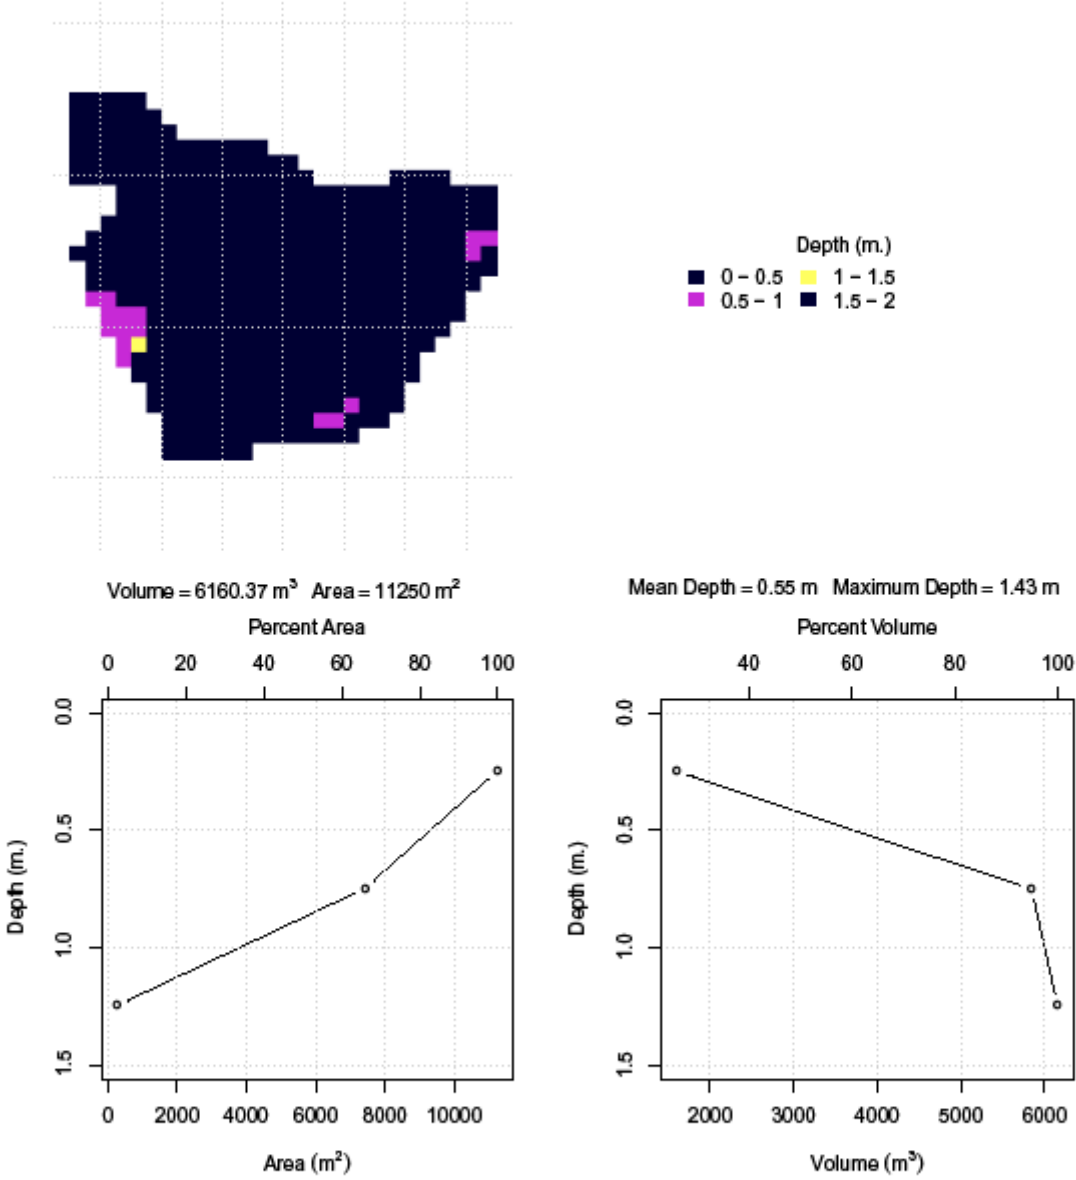 Depth (m.)
0 – 0.5 1 – 1.5
0.5 – 1 1.5 – 2
Volume = 6160.37 m³ Area = 11250 m²
Percent Area
0 20 40 60 80 100
0.0
0.5
1.0
1.5
Depth (m.)
0 2000 4000 6000 8000 10000
Area (m²)
Mean Depth = 0.55 m Maximum Depth = 1.43 m
Percent Volume
40 60 80 100
0.0
0.5
1.0
1.5
Depth (m.)
2000 3000 4000 5000 6000
Volume (m³)